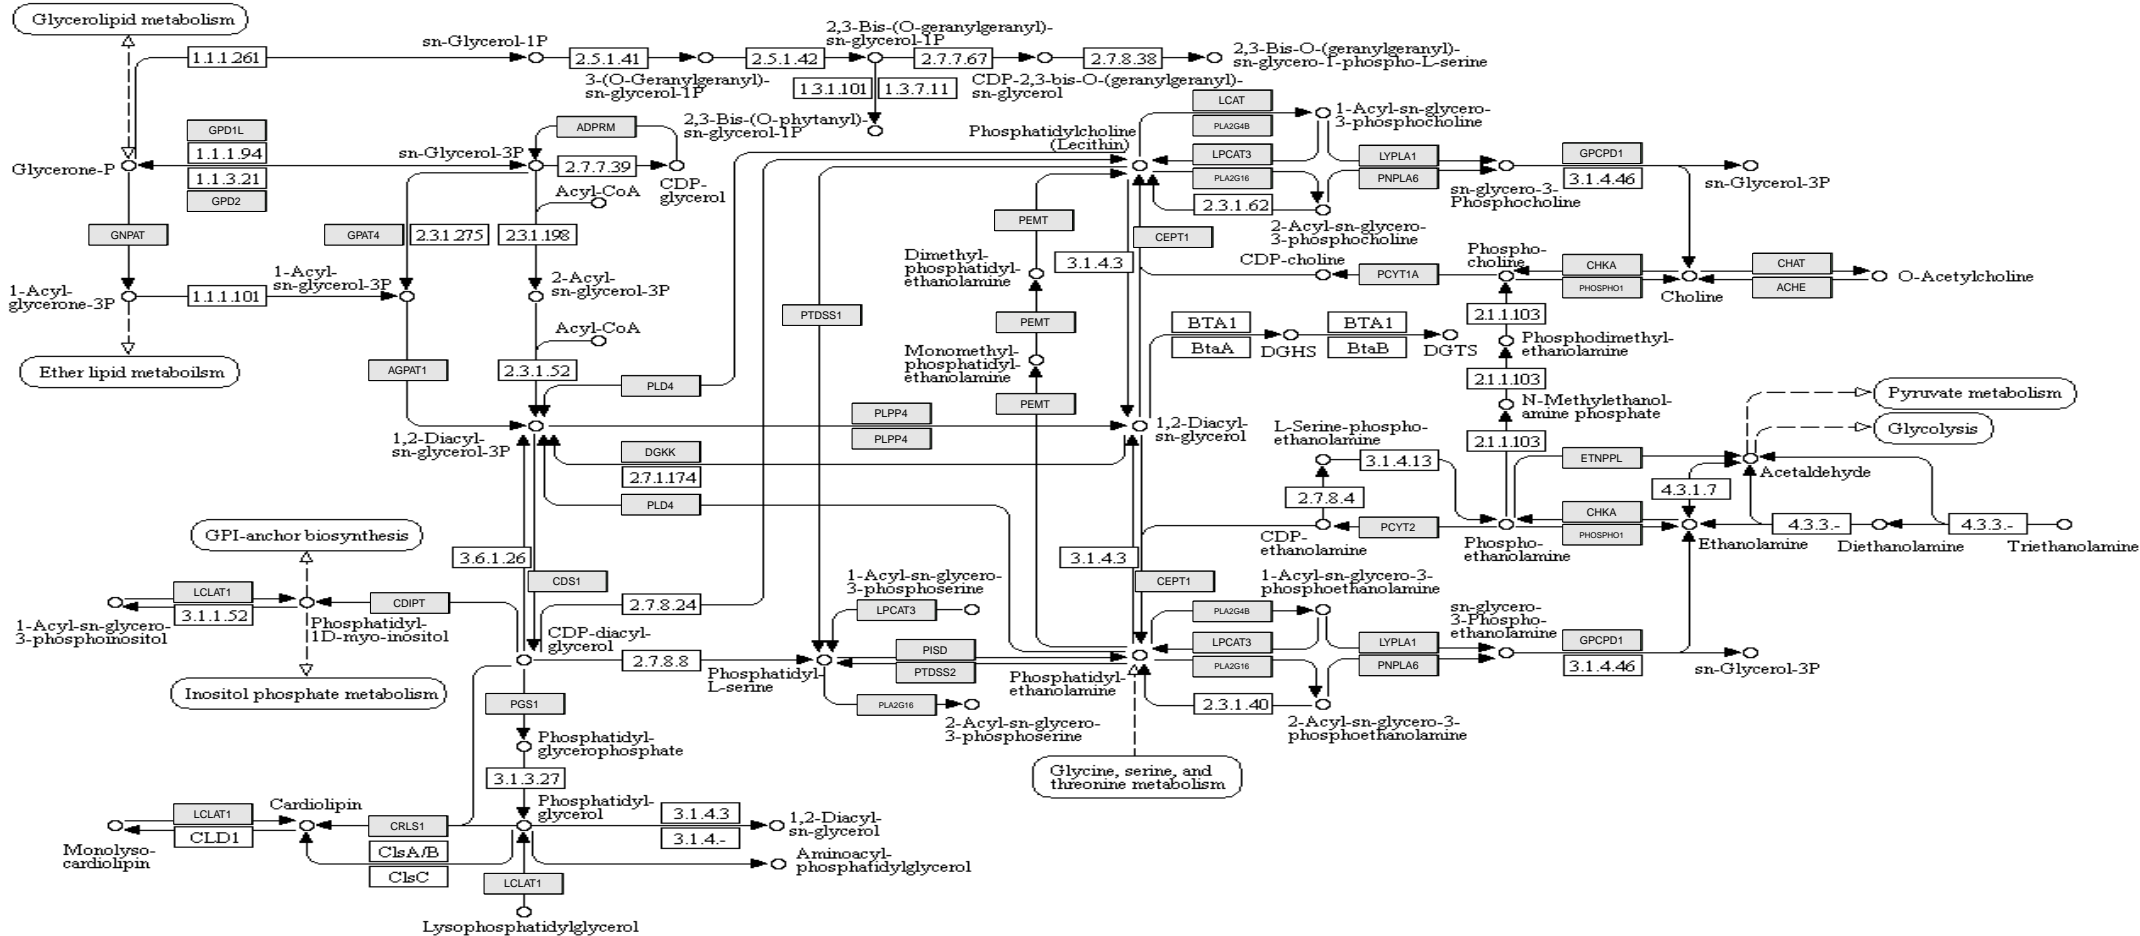 Glycerolipid metabolism
1.1.1.261
sn-Glycerol-1P
2.5.1.41
3-(O-Geranylgeranyl)-
sn-glycerol-1P
2.5.1.42
2,3-Bis-(O-geranylgeranyl)-
sn-glycerol-1P
2.7.7.67
CDP-2,3-bis-O-(geranylgeranyl)-
sn-glycerol
2.7.8.38
2,3-Bis-O-(geranylgeranyl)-
sn-glycero-1-phospho-L-serine
1.3.1.101
1.3.7.11
2,3-Bis-(O-phytanyl)-
sn-glycerol-1P
GPD1L
1.1.1.94
1.1.3.21
GPD2
Glycerone-P
sn-Glycerol-3P
ADPRM
2.7.7.39
CDP-
glycerol
Acyl-CoA
GNPAT
GPAT4
2.3.1.275
2.3.1.198
1-Acyl-
glycerone-3P
1.1.1.101
1-Acyl-
sn-glycerol-3P
2-Acyl-
sn-glycerol-3P
Acyl-CoA
Ether lipid metaboilsm
AGPAT1
2.3.1.52
PLD4
1,2-Diacyl-
sn-glycerol-3P
PLPP4
PLPP4
DGKK
2.7.1.174
PLD4
1,2-Diacyl-
sn-glycerol
Phosphatidylcholine
(Lecithin)
LCAT
PLA2G4B
LPCAT3
PLA2G16
2.3.1.62
1-Acyl-sn-glycero-
3-phosphocholine
2-Acyl-sn-glycero-
3-phosphocholine
LYPLA1
PNPLA6
sn-glycero-3-
Phosphocholine
GPCPD1
3.1.4.46
sn-Glycerol-3P
PEMT
Dimethyl-
phosphatidyl-
ethanolamine
PEMT
Monomethyl-
phosphatidyl-
ethanolamine
PEMT
PTDSS1
3.1.4.3
CEPT1
CDP-choline
PCYT1A
Phospho-
choline
CHKA
PHOSPHO1
Choline
CHAT
ACHE
O-Acetylcholine
BTA1
BtaA
DGHS
BTA1
BtaB
DGTS
2.1.1.103
Phosphodimethyl-
ethanolamine
2.1.1.103
N-Methylethanol-
amine phosphate
2.1.1.103
Pyruvate metabolism
Glycolysis
L-Serine-phospho-
ethanolamine
3.1.4.13
2.7.8.4
ETNPPL
Acetaldehyde
4.3.1.7
CDP-
ethanolamine
PCYT2
Phospho-
ethanolamine
CHKA
PHOSPHO1
Ethanolamine
4.3.3.-
Diethanolamine
4.3.3.-
Triethanolamine
3.1.4.3
CEPT1
GPI-anchor biosynthesis
3.6.1.26
CDS1
LCLAT1
3.1.1.52
1-Acyl-sn-glycero-
3-phosphoinositol
CDIPT
Phosphatidyl-
1D-myo-inositol
Inositol phosphate metabolism
2.7.8.24
CDP-diacyl-
glycerol
2.7.8.8
Phosphatidyl-
L-serine
1-Acyl-sn-glycero-
3-phosphoserine
LPCAT3
PISD
PTDSS2
PLA2G16
2-Acyl-sn-glycero-
3-phosphoserine
Phosphatidyl-
ethanolamine
1-Acyl-sn-glycero-3-
phosphoethanolamine
PLA2G4B
LPCAT3
PLA2G16
2.3.1.40
2-Acyl-sn-glycero-3-
phosphoethanolamine
LYPLA1
PNPLA6
sn-glycero-
3-Phospho-
ethanolamine
GPCPD1
3.1.4.46
sn-Glycerol-3P
Glycine, serine, and
threonine metabolism
PGS1
Phosphatidyl-
glycerophosphate
3.1.3.27
Phosphatidyl-
glycerol
3.1.4.3
3.1.4.-
1,2-Diacyl-
sn-glycerol
Aminoacyl-
phosphatidylglycerol
LCLAT1
CLD1
Monolyso-
cardiolipin
Cardiolipin
CRLS1
ClsA/B
ClsC
LCLAT1
Lysophosphatidylglycerol